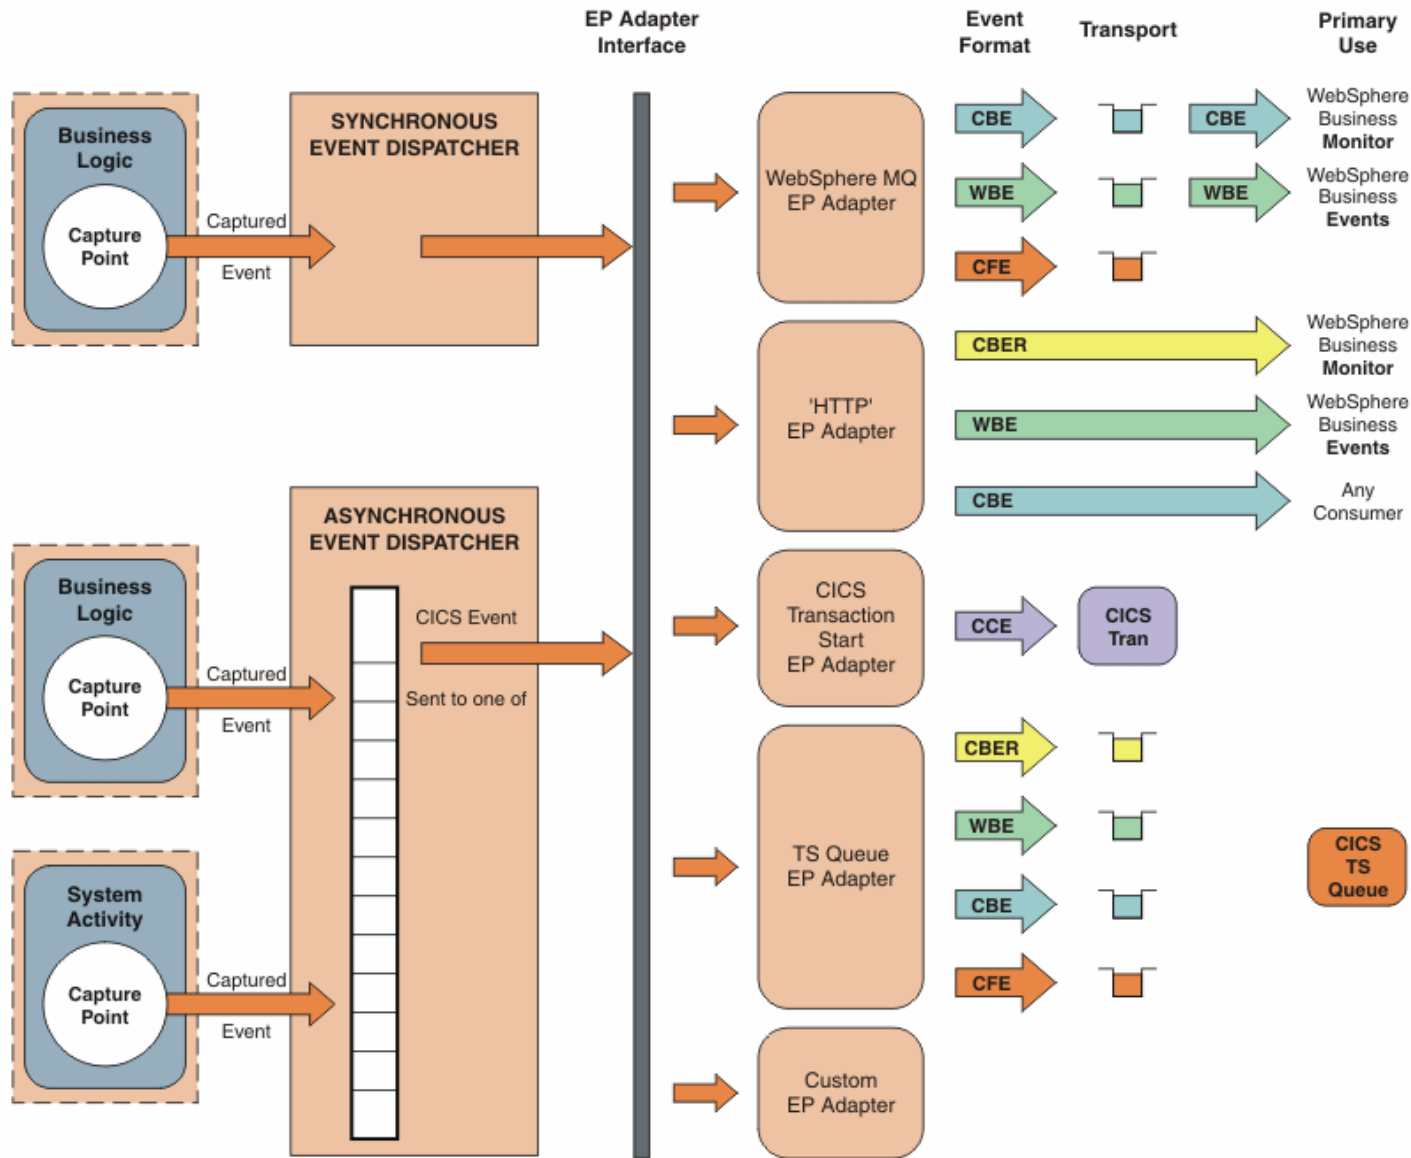 EP Adapter
Interface
Event
Format
Transport
Primary
Use
Business
Logic
Capture
Point
Captured
Event
SYNCHRONOUS
EVENT DISPATCHER
WebSphere MQ
EP Adapter
CBE
CBE
WebSphere
Business
Monitor
WBE
WBE
WebSphere
Business
Events
CFE
'HTTP'
EP Adapter
CBER
WebSphere
Business
Monitor
WBE
WebSphere
Business
Events
CBE
Any
Consumer
Business
Logic
Capture
Point
Captured
Event
ASYNCHRONOUS
EVENT DISPATCHER
CICS Event
Sent to one of
CICS
Transaction
Start
EP Adapter
CCE
CICS
Tran
System
Activity
Capture
Point
Captured
Event
TS Queue
EP Adapter
CBER
WBE
CBE
CFE
CICS
TS
Queue
Custom
EP Adapter